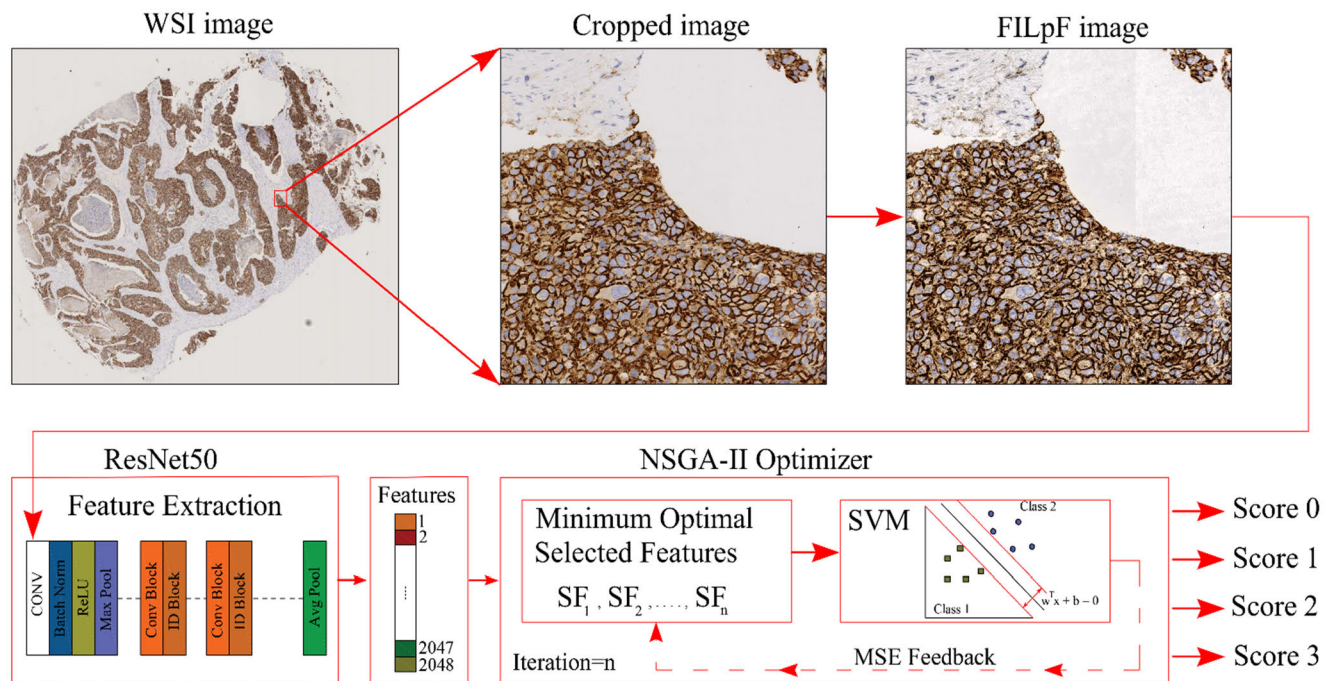 WSI image
Cropped image
FILpF image
ResNet50
NSGA-II Optimizer
Feature Extraction
CONV
Batch Norm
ReLU
Max Pool
Conv Block
ID Block
Conv Block
ID Block
Avg Pool
Features
1
2
.....
2047
2048
Minimum Optimal
Selected Features
SF1 , SF2 , ...., SFn
Iteration=n
SVM
Class 2
Class 1
wTx + b – 0
MSE Feedback
Score 0
Score 1
Score 2
Score 3